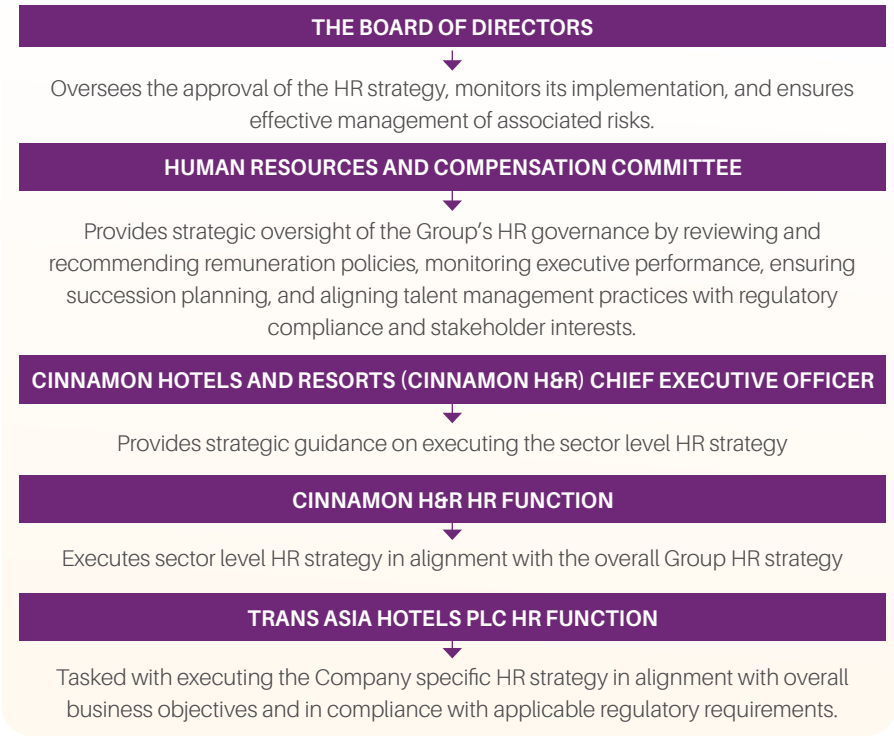 THE BOARD OF DIRECTORS
Oversees the approval of the HR strategy, monitors its implementation, and ensures
effective management of associated risks.
HUMAN RESOURCES AND COMPENSATION COMMITTEE
Provides strategic oversight of the Group's HR governance by reviewing and
recommending remuneration policies, monitoring executive performance, ensuring
succession planning, and aligning talent management practices with regulatory
compliance and stakeholder interests.
CINNAMON HOTELS AND RESORTS (CINNAMON H&R) CHIEF EXECUTIVE OFFICER
Provides strategic guidance on executing the sector level HR strategy
CINNAMON H&R HR FUNCTION
Executes sector level HR strategy in alignment with the overall Group HR strategy
TRANS ASIA HOTELS PLC HR FUNCTION
Tasked with executing the Company specific HR strategy in alignment with overall
business objectives and in compliance with applicable regulatory requirements.